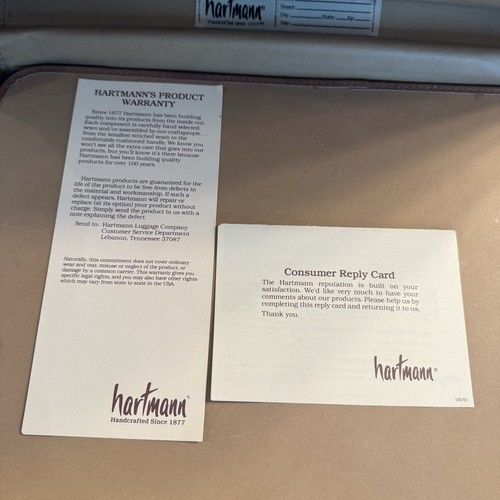 hartmann®
Handcrafted since 1877™
Street:
City: State: Zip:
Tele.
HARTMANN'S PRODUCT
WARRANTY
Since 1877 Hartmann has been building
quality into its products from the inside out.
Each component is carefully hand selected,
sewn and/or assembled by our craftspeople . . .
from the smallest stitched seam to the
comfortable cushioned handle. We know you
won't see all the extra care that goes into our
products, but you'll know it's there because
Hartmann has been building quality
products for over 100 years.
Hartmann products are guaranteed for the
life of the product to be free from defects in
the material and workmanship. If such a
defect appears, Hartmann will repair or
replace (at its option) your product without
charge. Simply send the product to us with a
note explaining the defect.
Send to: Hartmann Luggage Company
Customer Service Department
Lebanon, Tennessee 37087
Naturally, this commitment does not cover ordinary
wear and tear, misuse or neglect of the product, or
damage by a common carrier. This warranty gives you
specific legal rights, and you may also have other rights
which may vary from state to state in the USA.
hartmann®
Handcrafted Since 1877
Consumer Reply Card
The Hartmann reputation is built on your
satisfaction. We'd like very much to have your
comments about our products. Please help us by
completing this reply card and returning it to us.
Thank you.
hartmann®